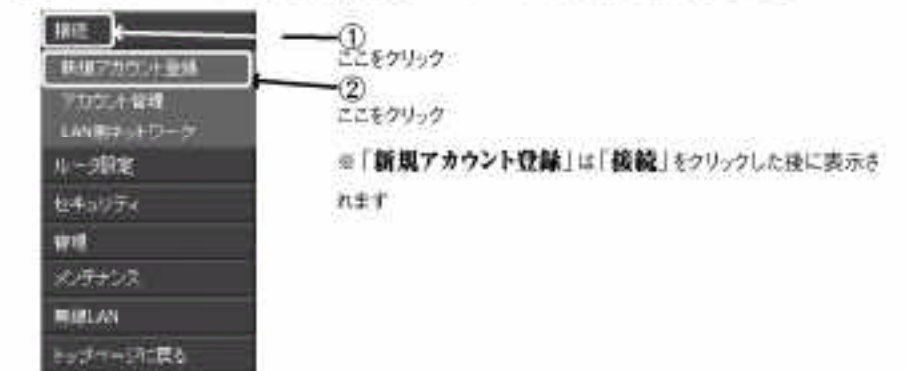 接続
新規アカウント登録
アカウント管理
LAN側ネットワーク
ルータ設定
セキュリティ
管理
メンテナンス
無線LAN
トップページに戻る
①
ここをクリック
②
ここをクリック
※「新規アカウント登録」は「接続」をクリックした後に表示さ
れます